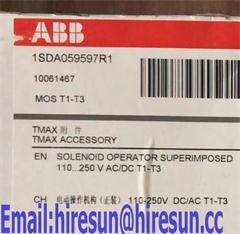 ABB
1SDA059597R1
10061467
MOS T1-T3
TMAX 附 件
TMAX ACCESSORY
EN SOLENOID OPERATOR SUPERIMPOSED
110...250 V AC/DC T1-T3
CH 电动操作机构（正装） 110-250V DC/AC T1-T3
Email:hiresun@hiresun.cc